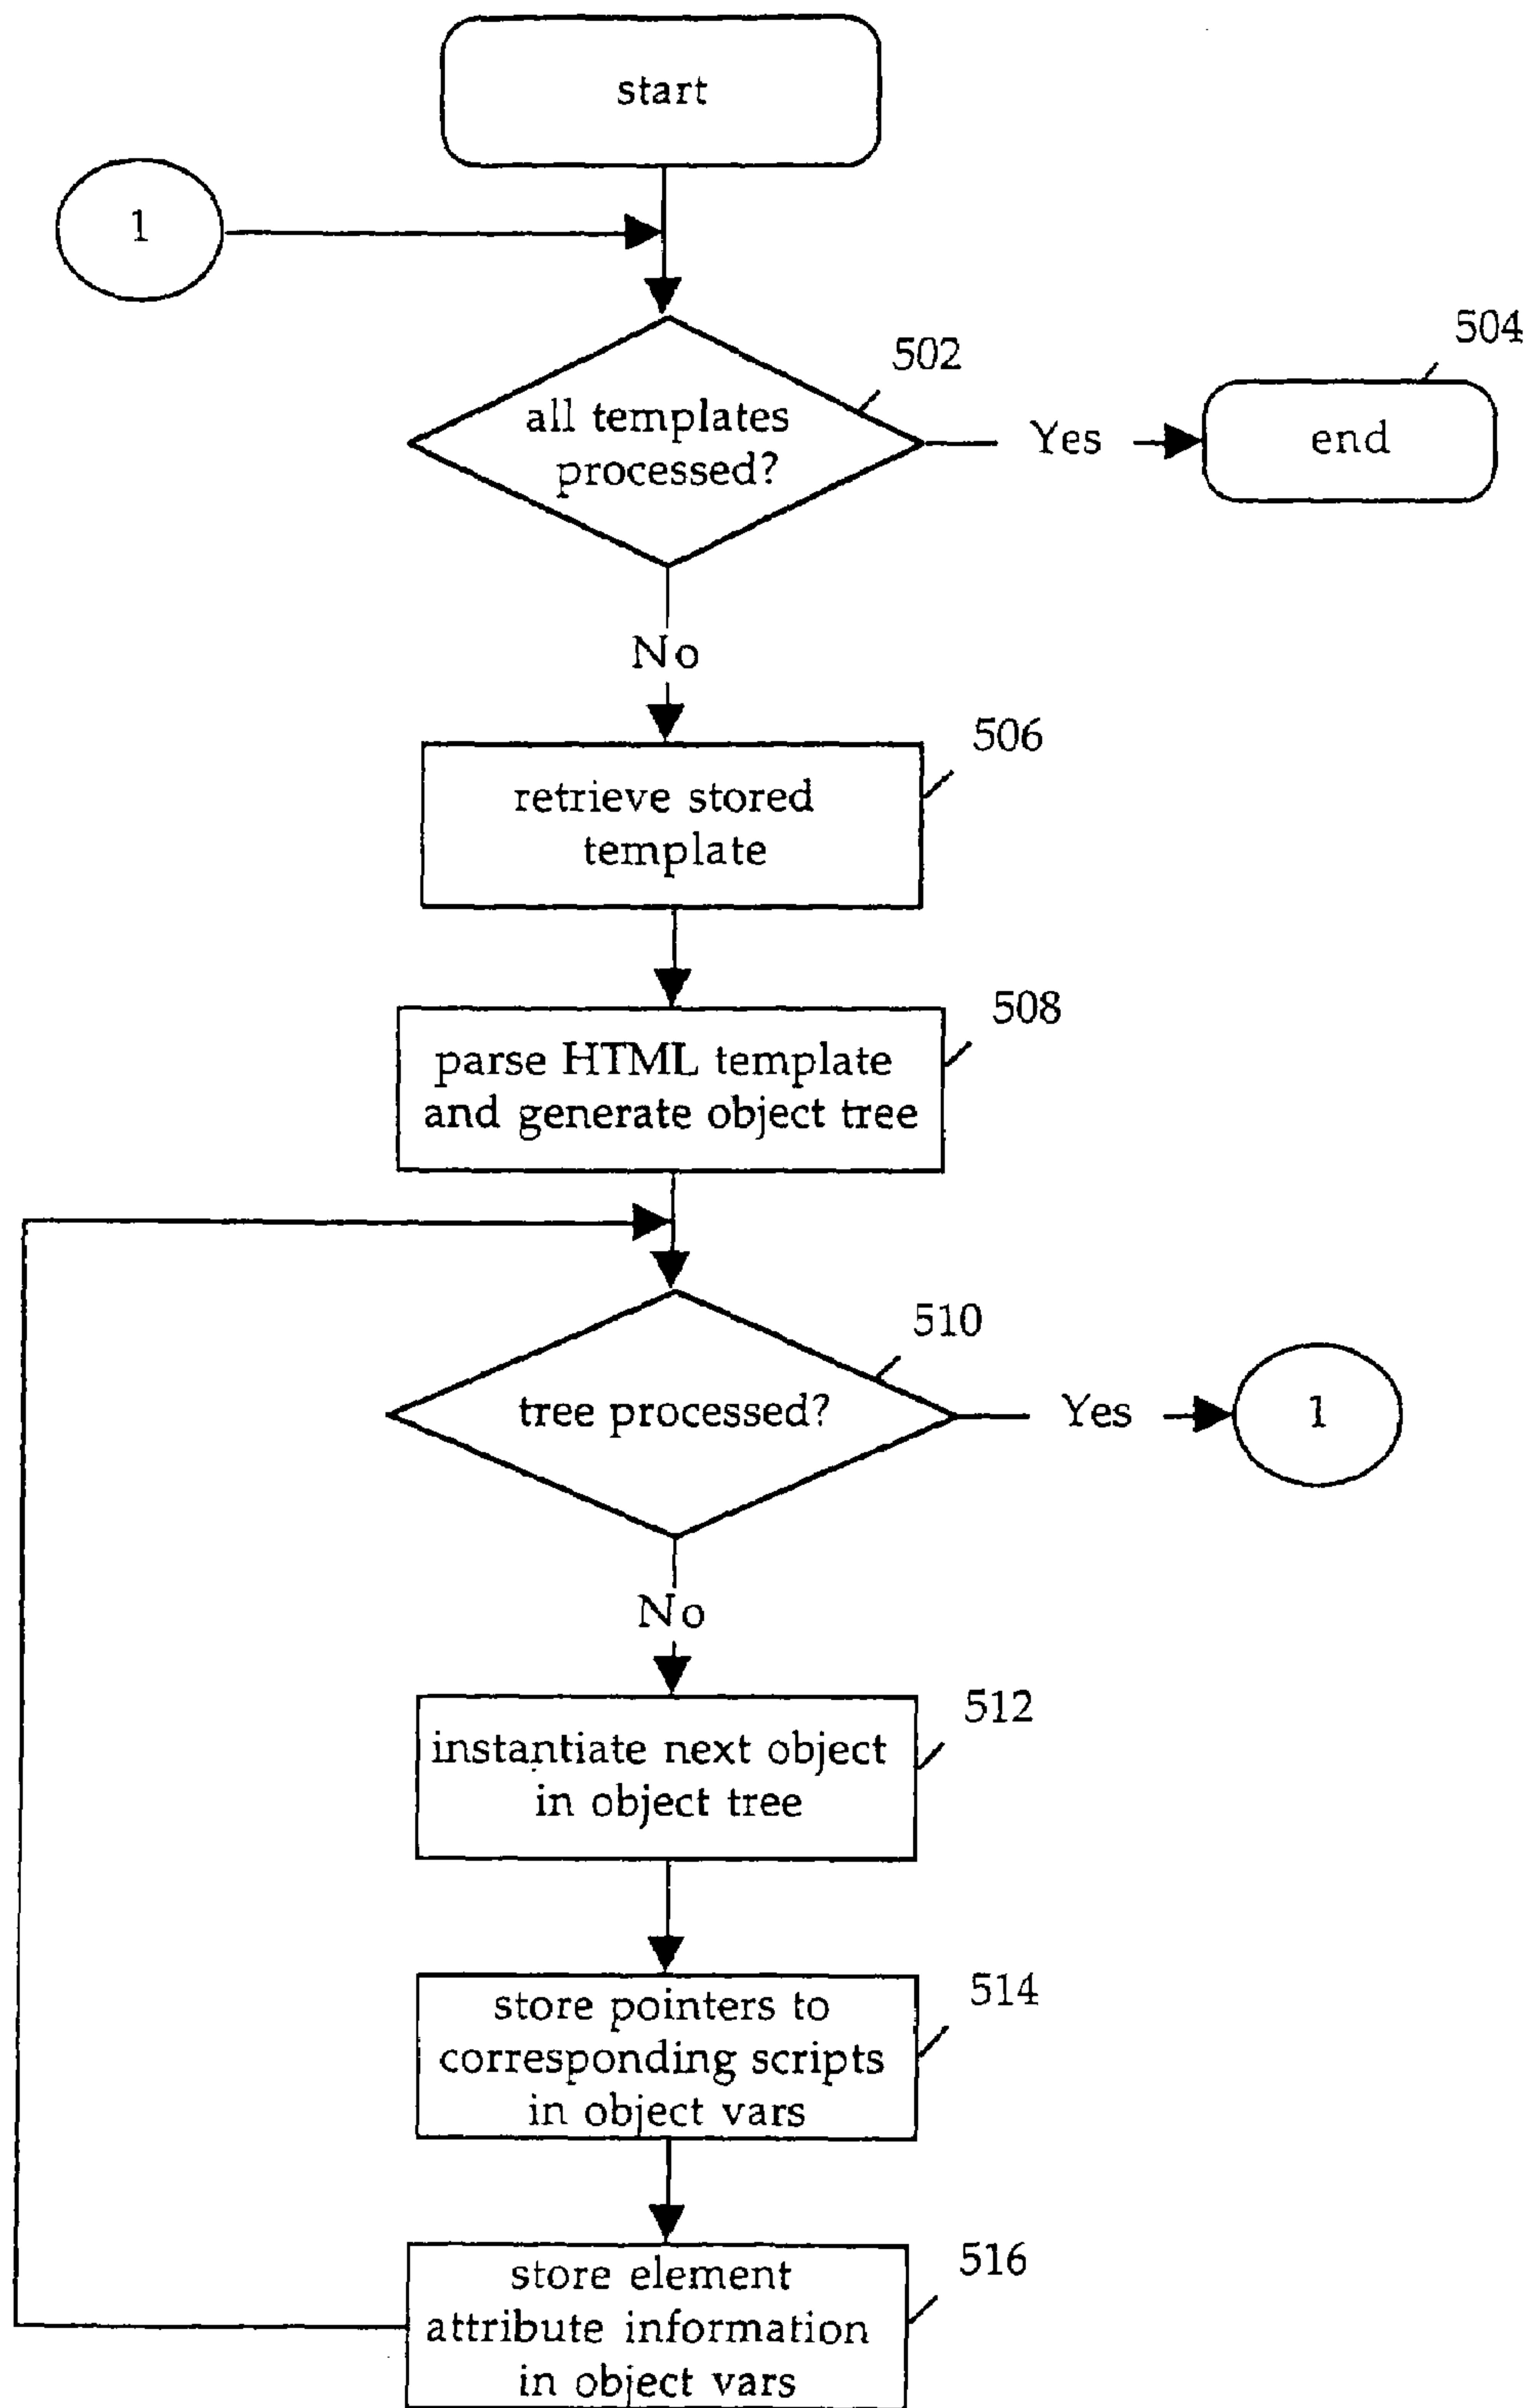 start
1
502
504
all templates
processed?
Yes
end
No
506
retrieve stored
template
508
parse HTML template
and generate object tree
510
tree processed?
Yes
1
No
512
instantiate next object
in object tree
514
store pointers to
corresponding scripts
in object vars
516
store element
attribute information
in object vars